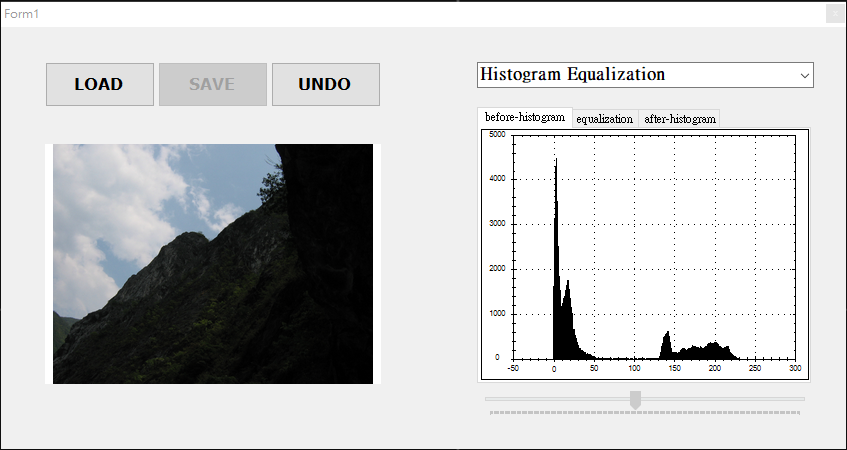 Form1
LOAD
SAVE
UNDO
Histogram Equalization
before-histogram
equalization
after-histogram
5000
4000
3000
2000
1000
0
-50
0
50
100
150
200
250
300